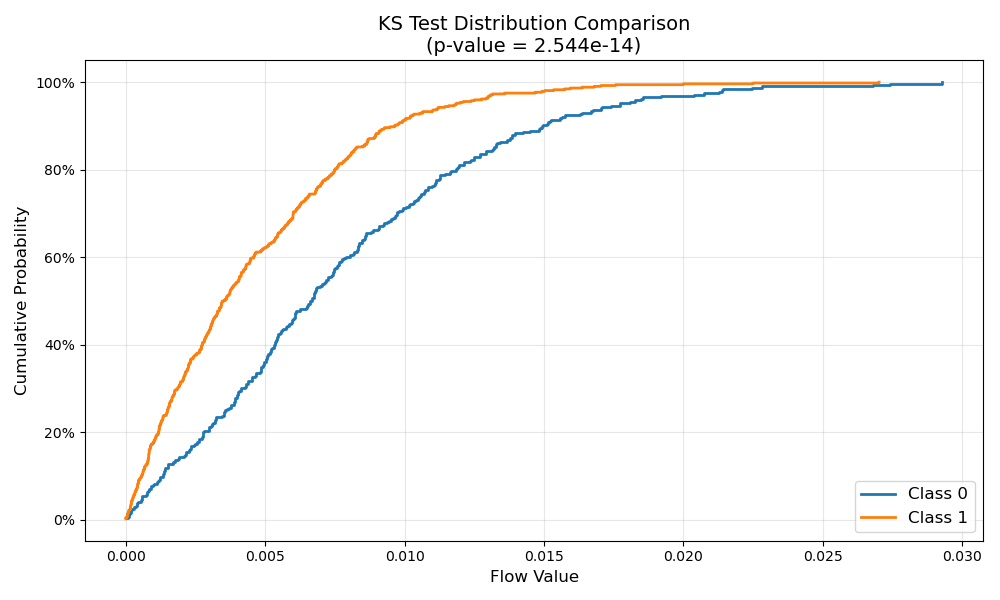 KS Test Distribution Comparison
(p-value = 2.544e-14)
Cumulative Probability
100%
80%
60%
40%
20%
0%
Class 0
Class 1
0.000 0.005 0.010 0.015 0.020 0.025 0.030
Flow Value